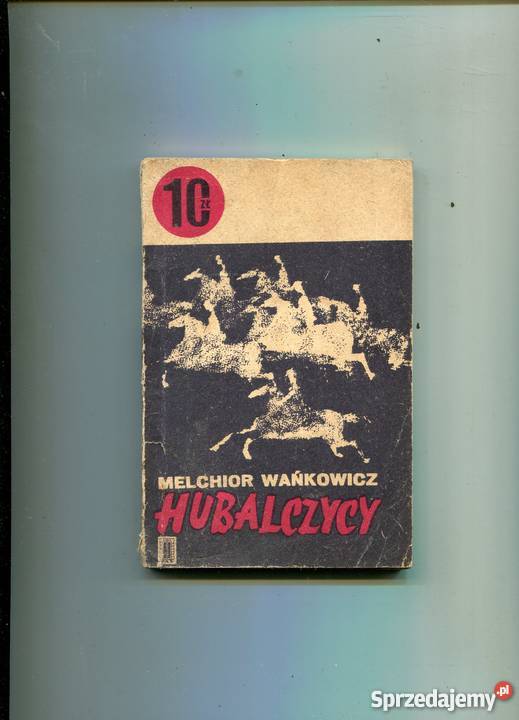 10
ZŁ
MELCHIOR WAŃKOWICZ
HUBALCZYCY
Sprzedajemy.pl